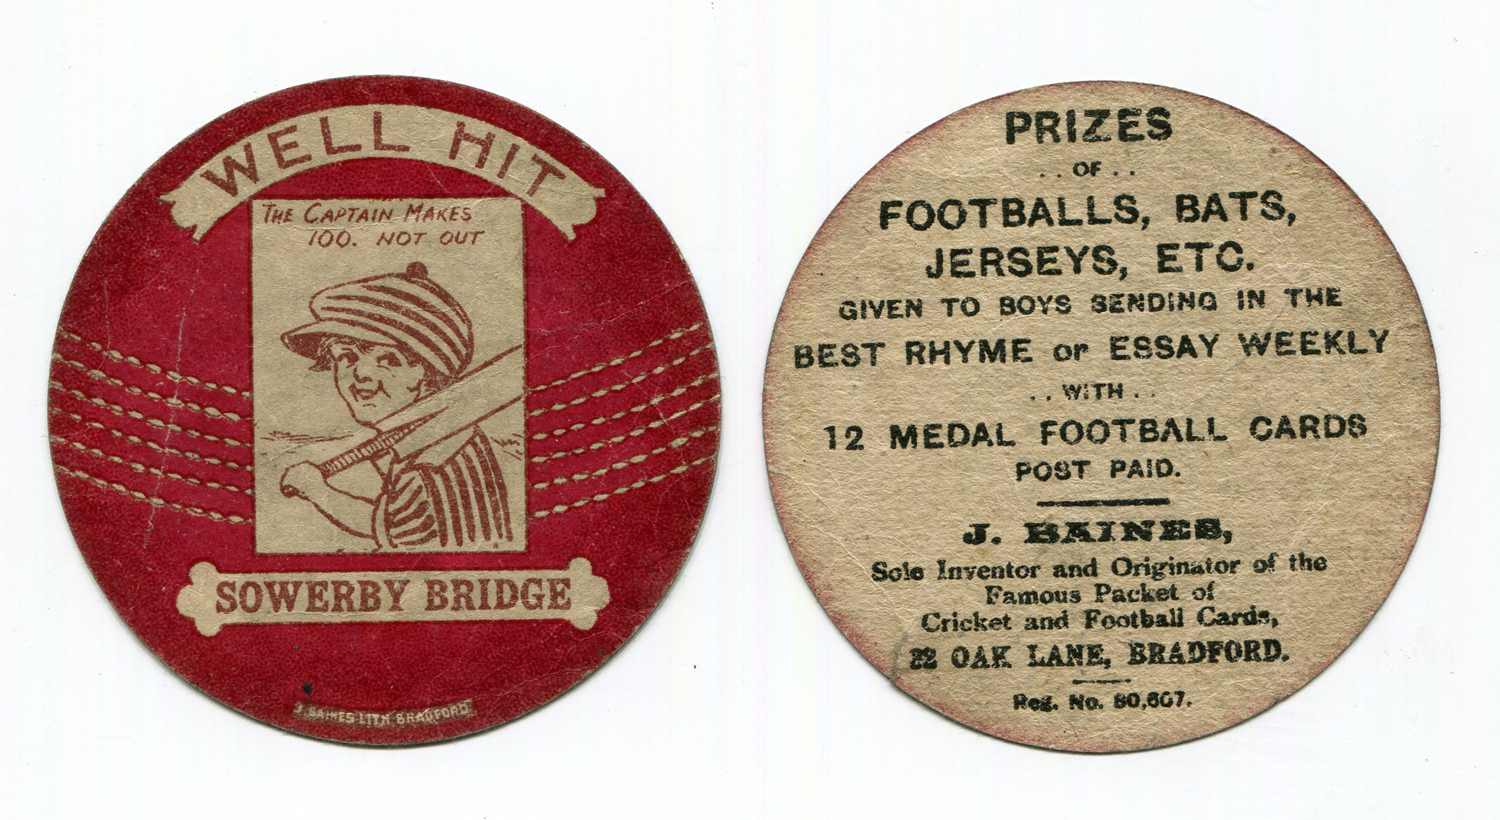 WELL HIT
THE CAPTAIN MAKES
100. NOT OUT
SOWERBY BRIDGE
J. BAINES LITH BRADFORD
PRIZES
. . OF . .
FOOTBALLS, BATS,
JERSEYS, ETC.
GIVEN TO BOYS SENDING IN THE
BEST RHYME or ESSAY WEEKLY
. . WITH . .
12 MEDAL FOOTBALL CARDS
POST PAID.
J. BAINES,
Sole Inventor and Originator of the
Famous Packet of
Cricket and Football Cards,
22 OAK LANE, BRADFORD.
Reg. No. 80,607.